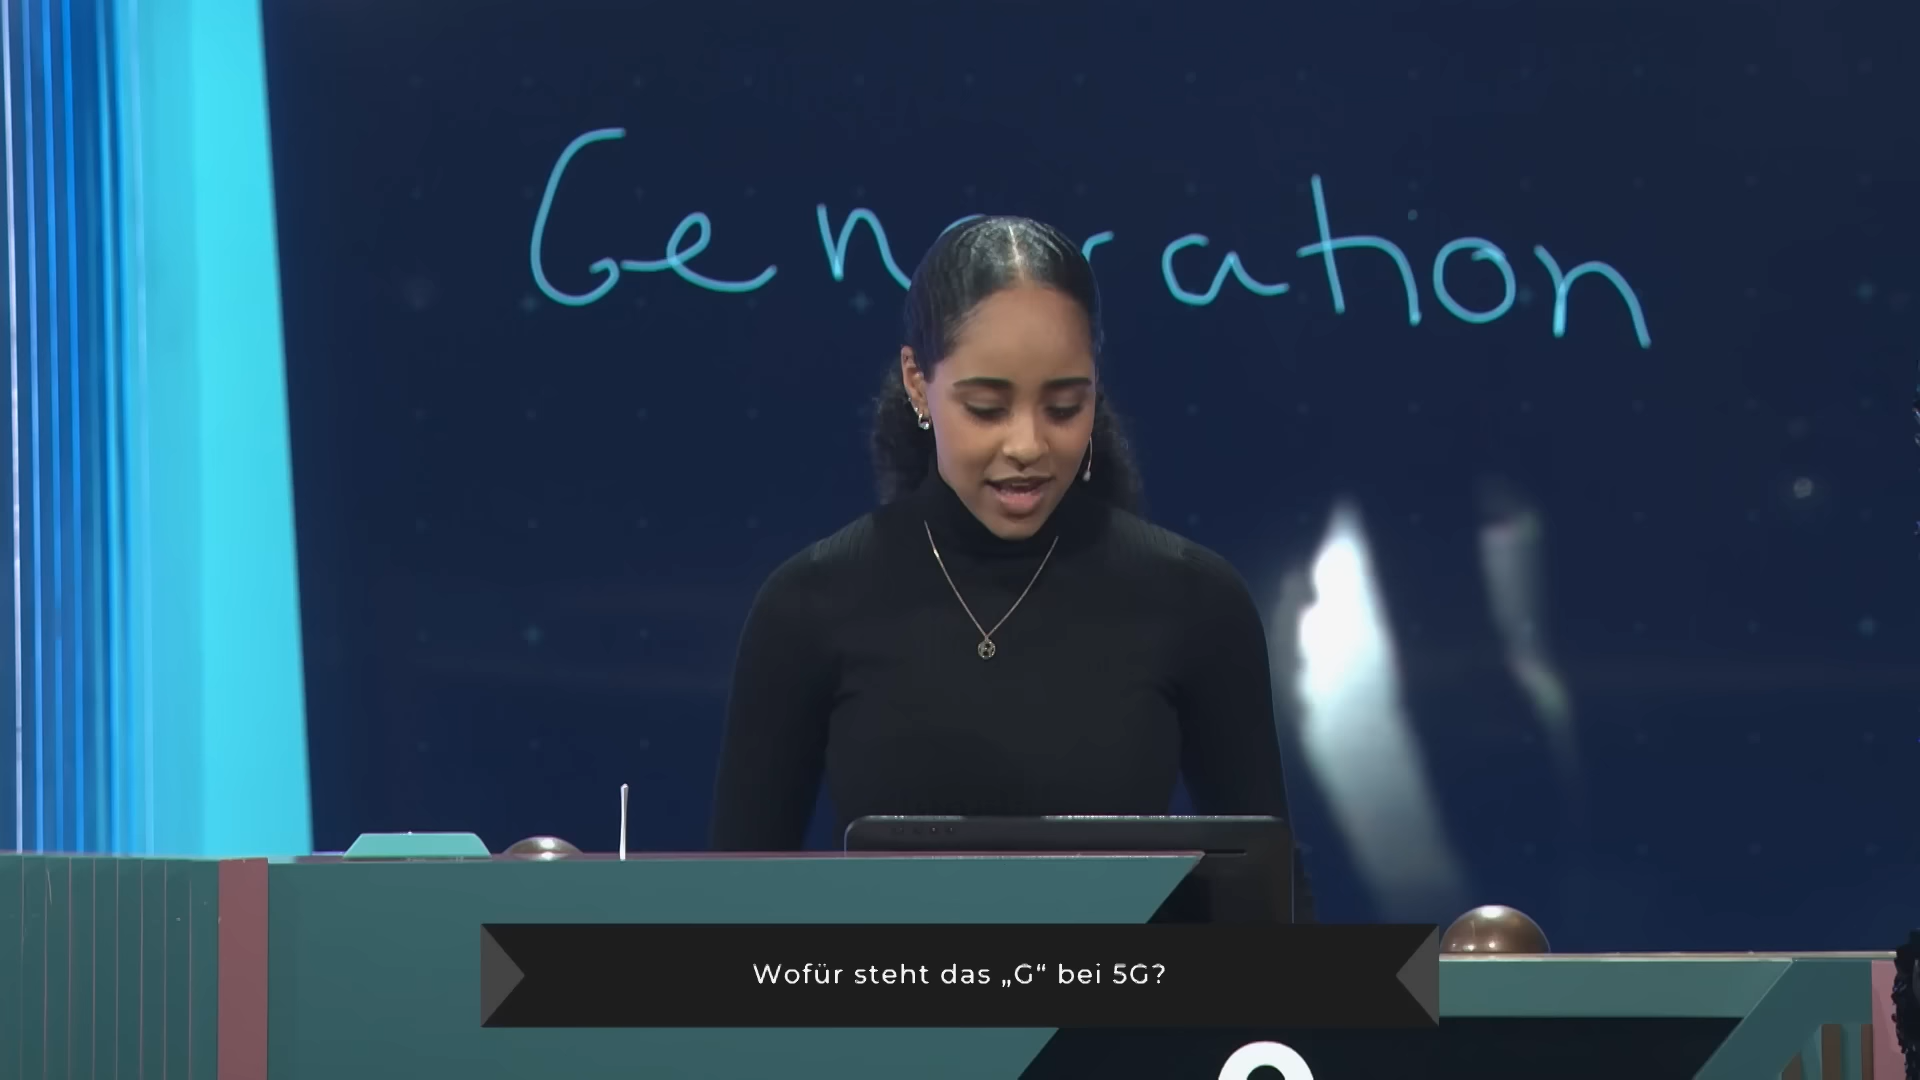 Generation
Wofür steht das „G“ bei 5G?